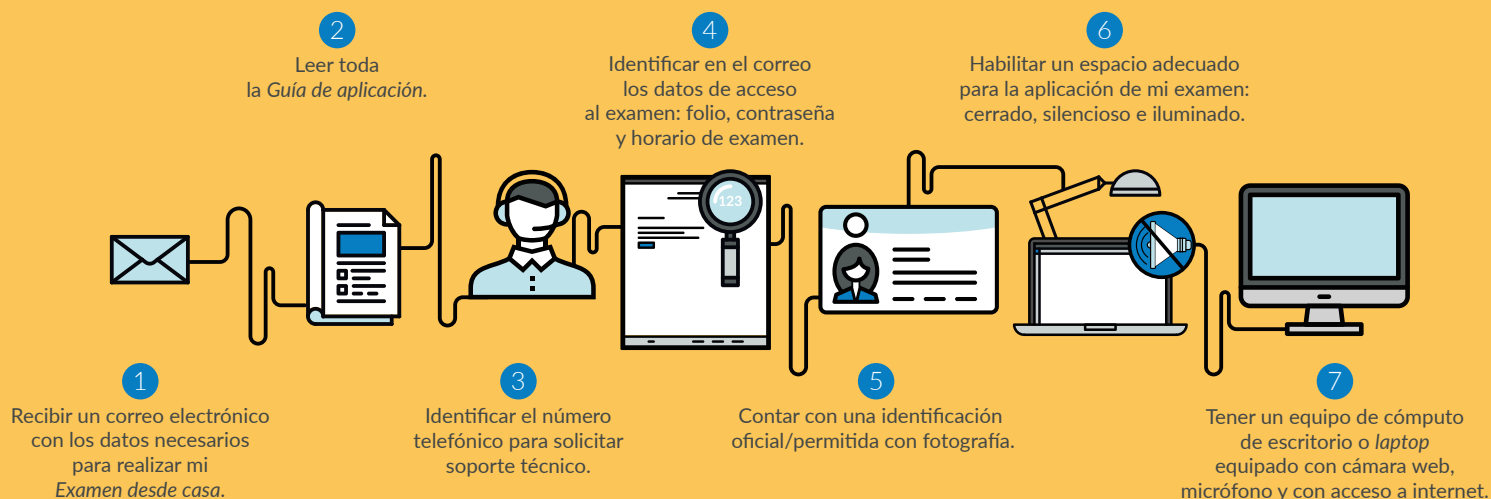 1
Recibir un correo electrónico
con los datos necesarios
para realizar mi
Examen desde casa.
2
Leer toda
la Guía de aplicación.
3
Identificar el número
telefónico para solicitar
soporte técnico.
4
Identificar en el correo
los datos de acceso
al examen: folio, contraseña
y horario de examen.
123
5
Contar con una identificación
oficial/permitida con fotografía.
6
Habilitar un espacio adecuado
para la aplicación de mi examen:
cerrado, silencioso e iluminado.
7
Tener un equipo de cómputo
de escritorio o laptop
equipado con cámara web,
micrófono y con acceso a internet.